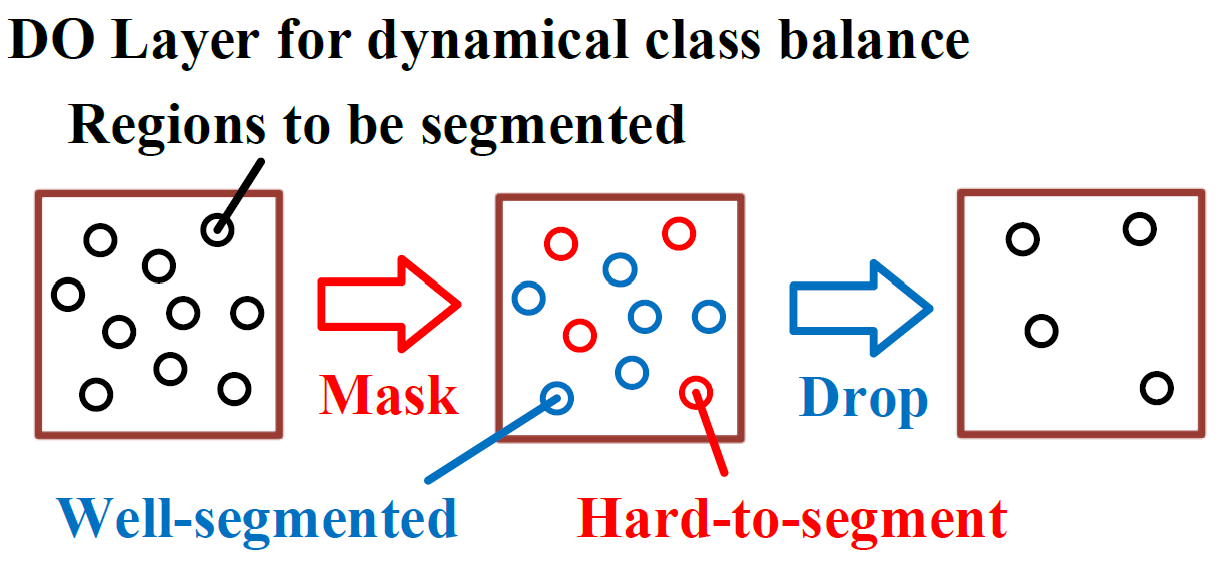 DO Layer for dynamical class balance
Regions to be segmented
Mask
Drop
Well-segmented
Hard-to-segment